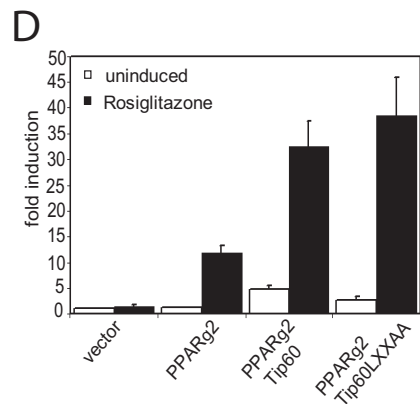 D
50
45
40
35
30
25
20
15
10
5
0
fold induction
uninduced
Rosiglitazone
vector
PPARg2
PPARg2
Tip60
PPARg2
Tip60LXXAA